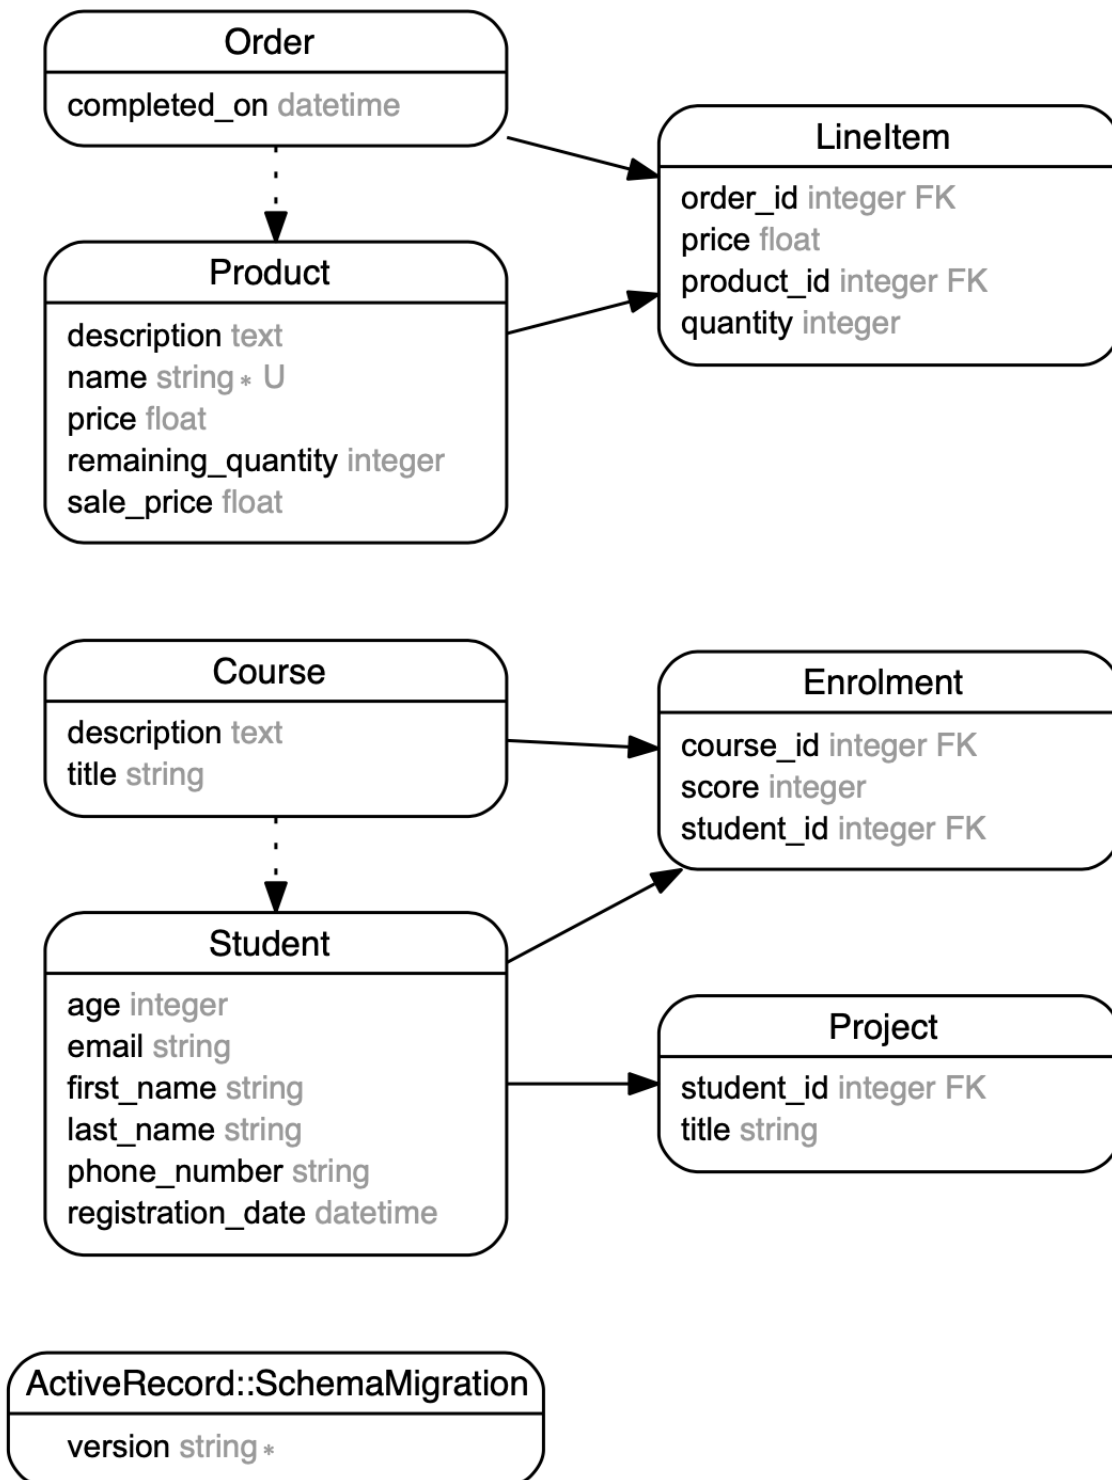 Order
completed_on datetime
LineItem
order_id integer FK
price float
product_id integer FK
quantity integer
Product
description text
name string∗ U
price float
remaining_quantity integer
sale_price float
Course
description text
title string
Enrolment
course_id integer FK
score integer
student_id integer FK
Student
age integer
email string
first_name string
last_name string
phone_number string
registration_date datetime
Project
student_id integer FK
title string
ActiveRecord::SchemaMigration
version string∗